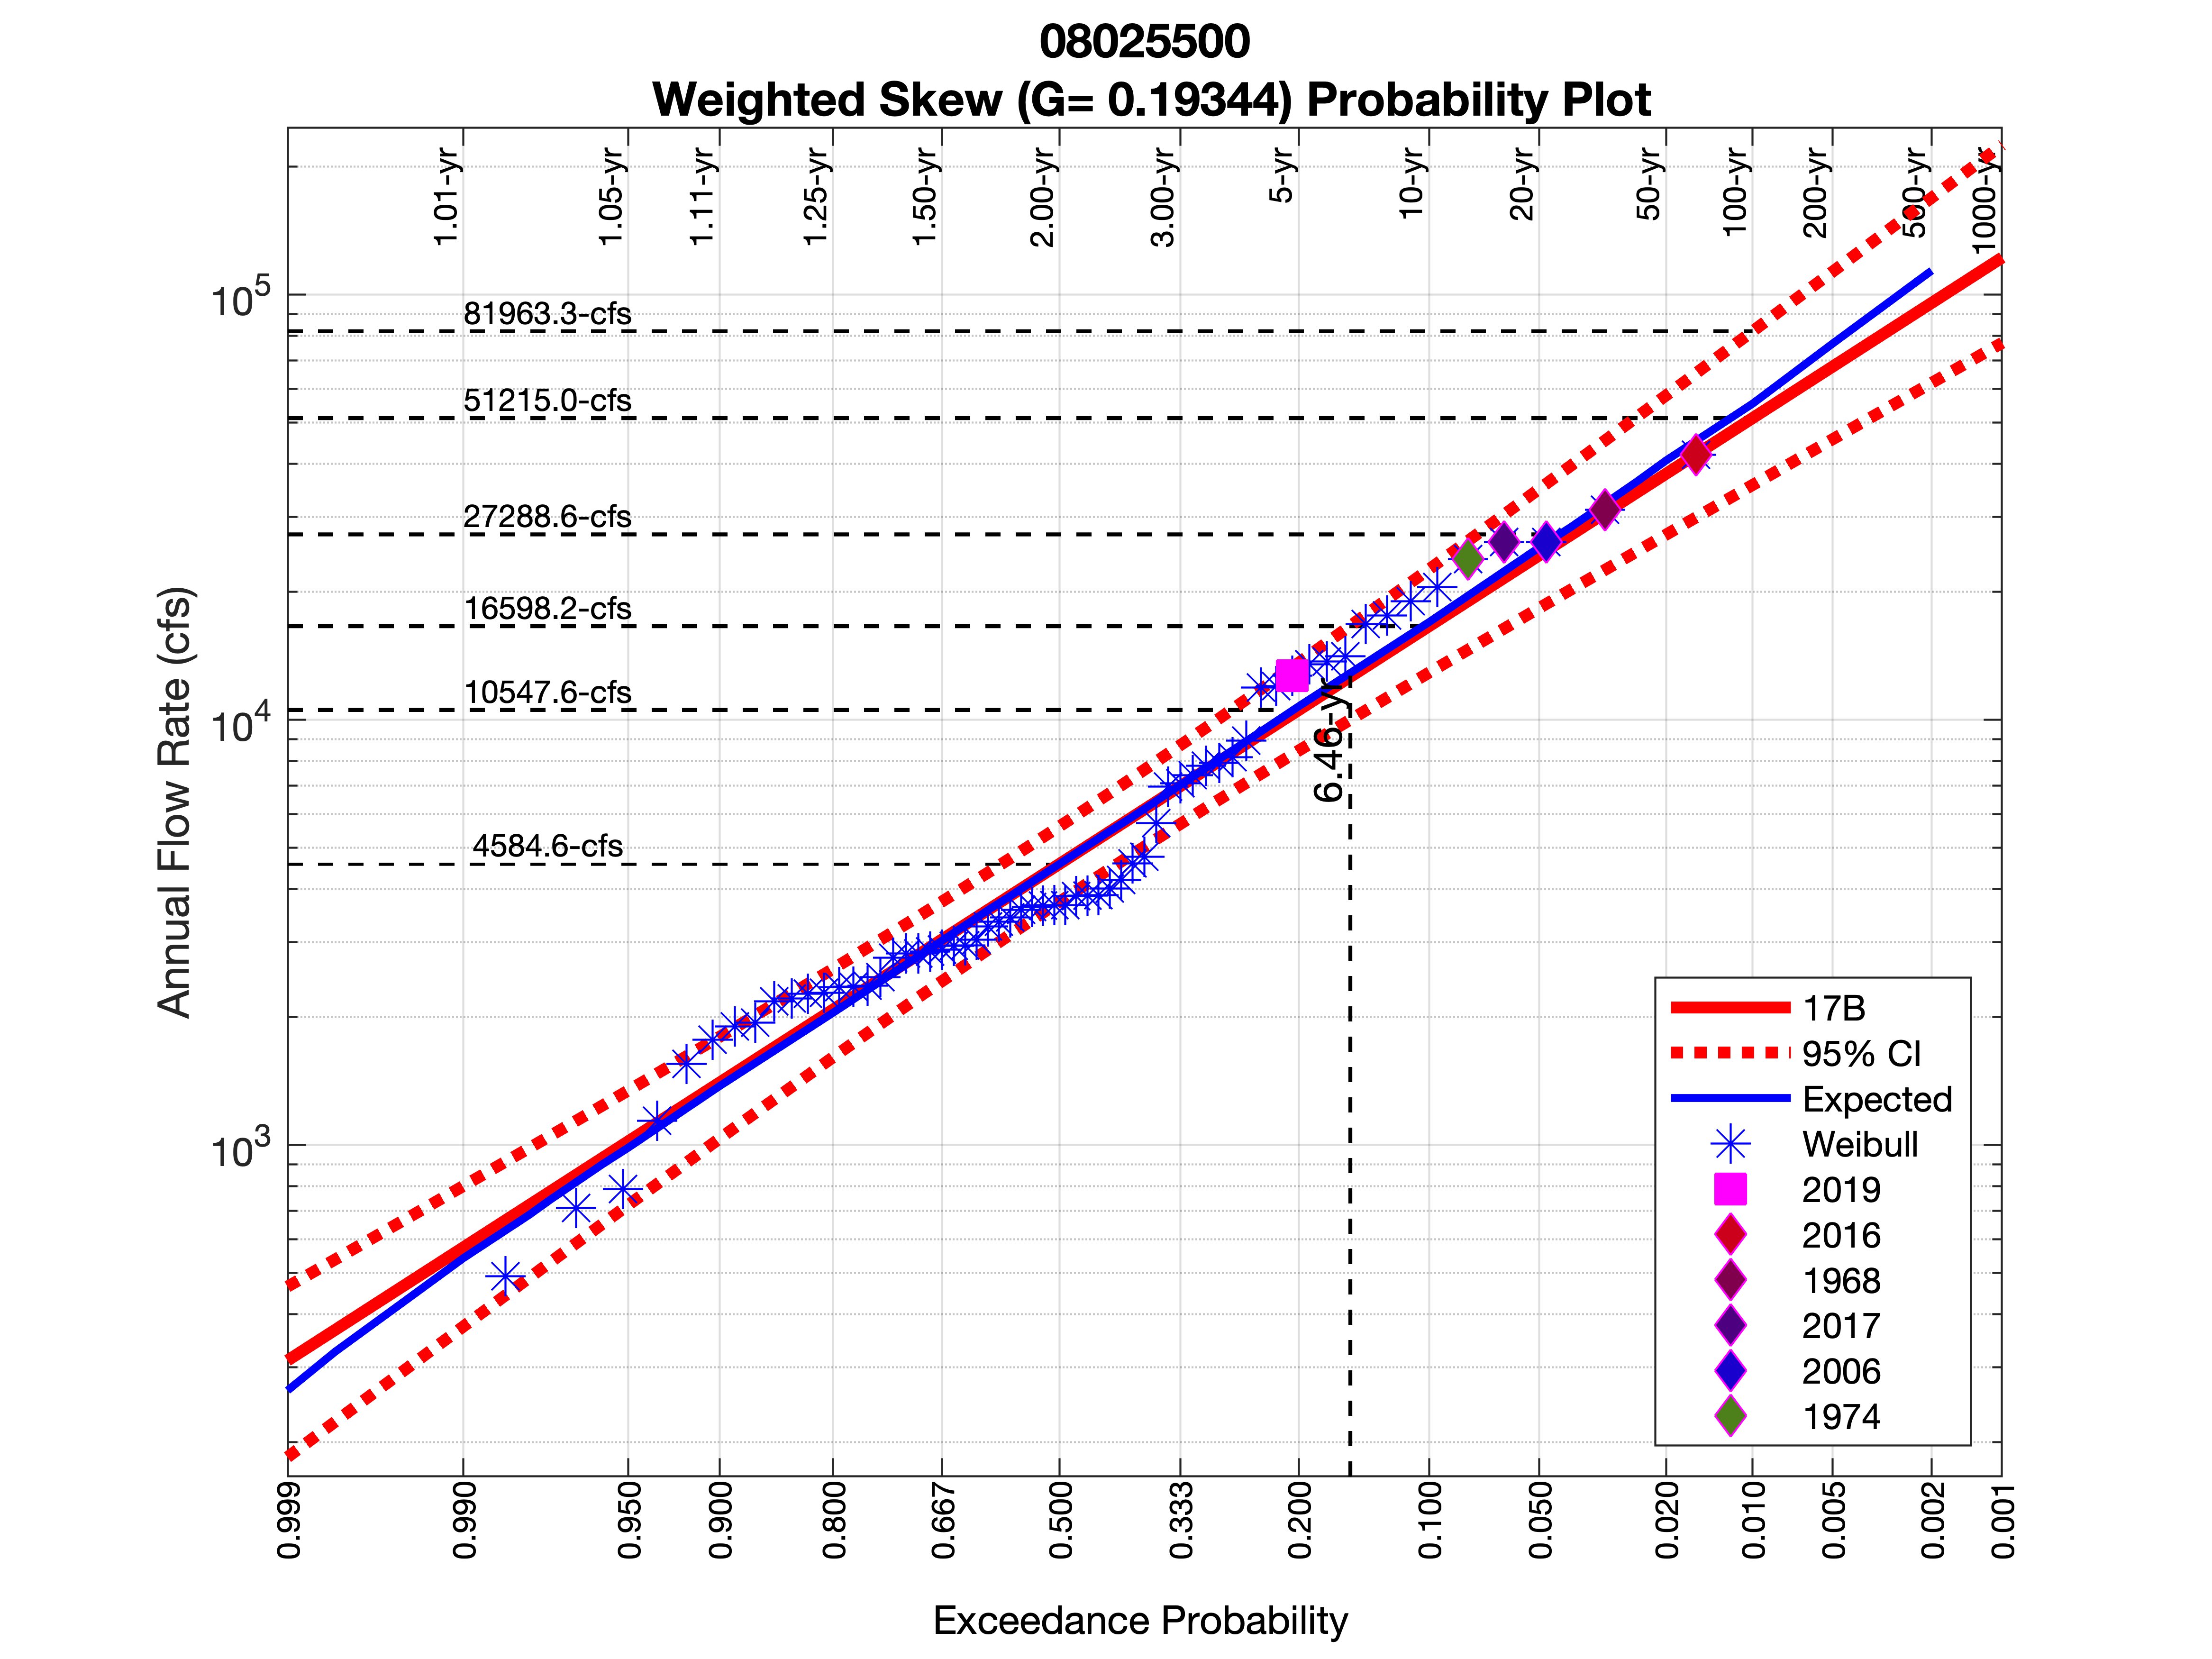 08025500
Weighted Skew (G= 0.19344) Probability Plot
1.01-yr
1.05-yr
1.11-yr
1.25-yr
1.50-yr
2.00-yr
3.00-yr
5-yr
10-yr
20-yr
50-yr
100-yr
200-yr
500-yr
1000-yr
Annual Flow Rate (cfs)
10^5
10^4
10^3
81963.3-cfs
51215.0-cfs
27288.6-cfs
16598.2-cfs
10547.6-cfs
4584.6-cfs
6.46-yr
17B
95% CI
Expected
Weibull
2019
2016
1968
2017
2006
1974
0.999
0.990
0.950
0.900
0.800
0.667
0.500
0.333
0.200
0.100
0.050
0.020
0.010
0.005
0.002
0.001
Exceedance Probability